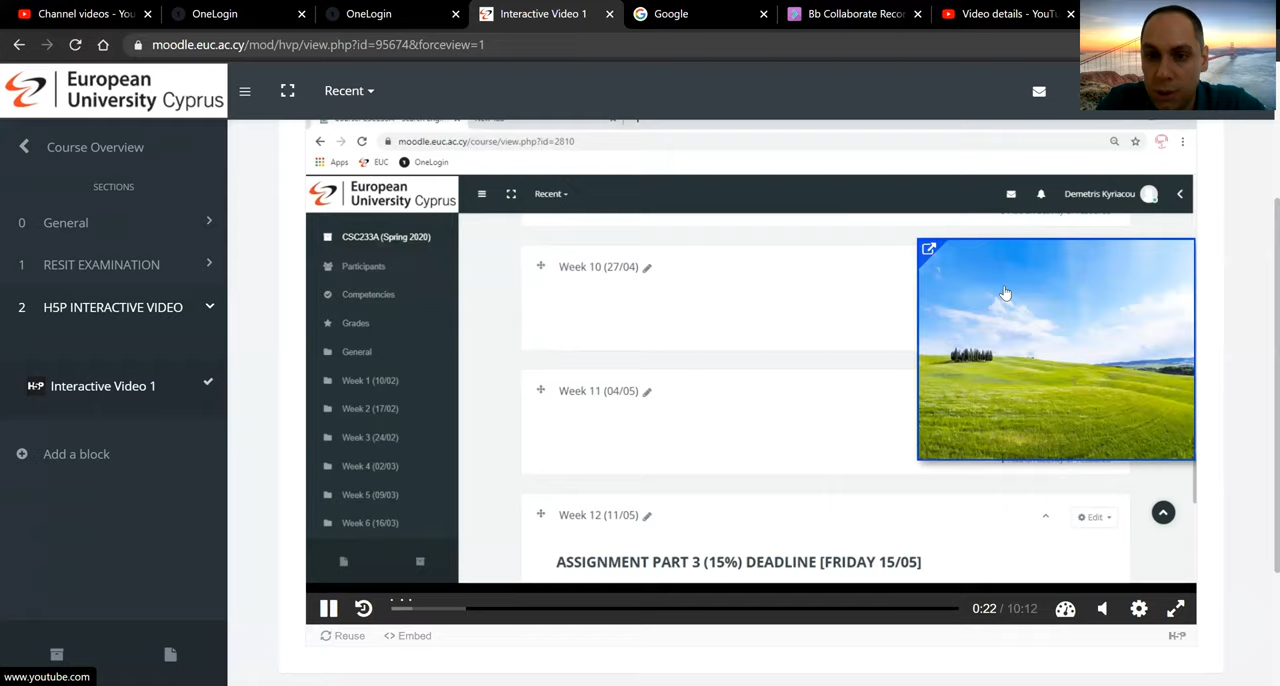 Channel videos - You
OneLogin
OneLogin
Interactive Video 1
Google
Bb Collaborate Recor
Video details - YouTu
moodle.euc.ac.cy/mod/hvp/view.php?id=95674&forceview=1
European
University Cyprus
Recent
Course Overview
SECTIONS
0 General
1 RESIT EXAMINATION
2 H5P INTERACTIVE VIDEO
H5P Interactive Video 1
Add a block
www.youtube.com
moodle.euc.ac.cy/course/view.php?id=2810
Apps EUC OneLogin
European
University Cyprus
Recent
Demetris Kyriacou
CSC233A (Spring 2020)
Participants
Competencies
Grades
General
Week 1 (10/02)
Week 2 (17/02)
Week 3 (24/02)
Week 4 (02/03)
Week 5 (09/03)
Week 6 (16/03)
Week 10 (27/04)
Week 11 (04/05)
Week 12 (11/05)
Edit
ASSIGNMENT PART 3 (15%) DEADLINE [FRIDAY 15/05]
0:22 / 10:12
Reuse
<> Embed
H5P